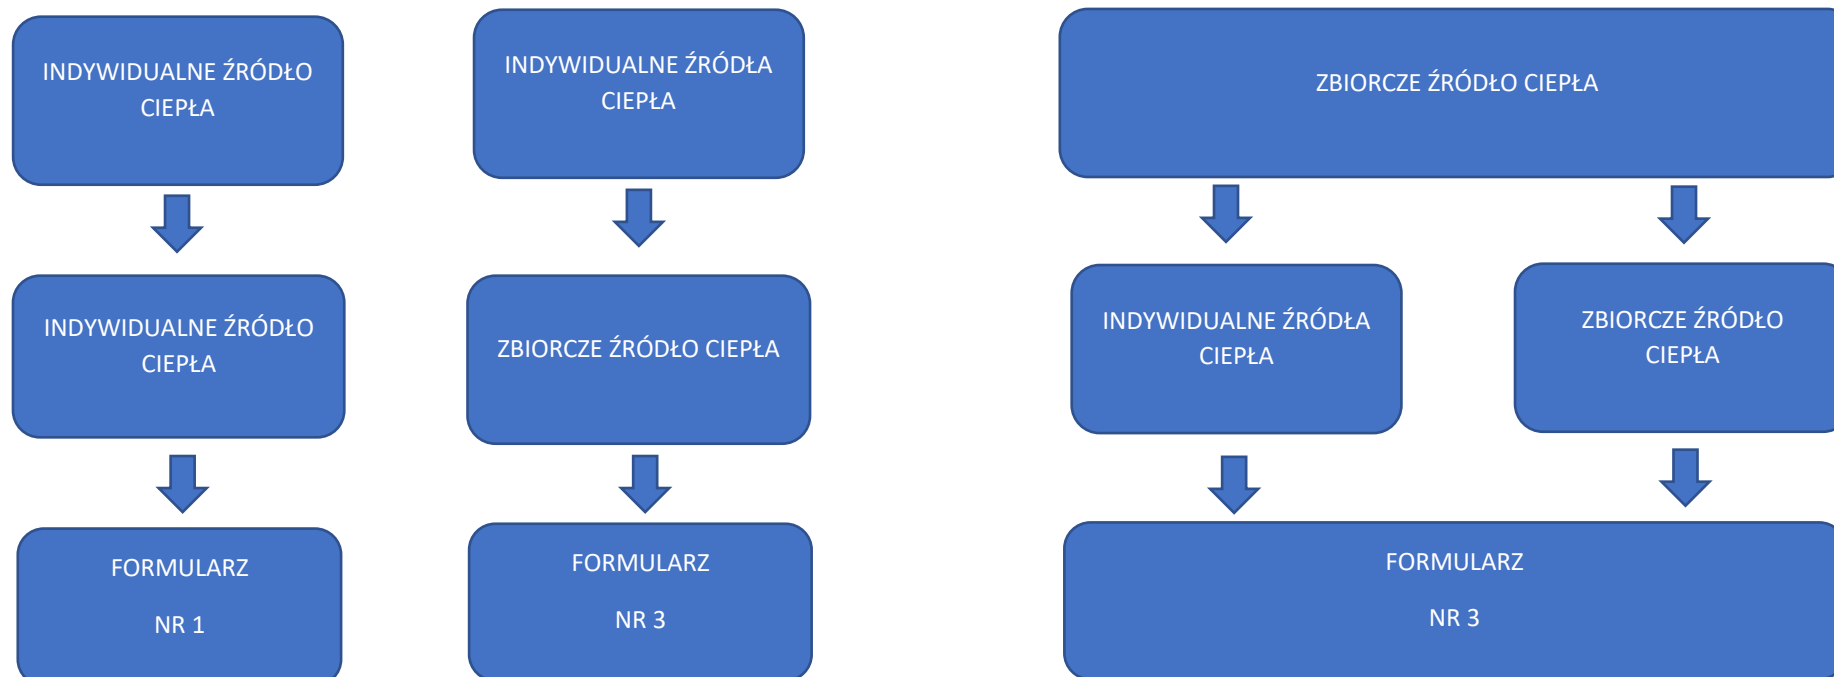 INDYWIDUALNE ŹRÓDŁO
CIEPŁA
INDYWIDUALNE ŹRÓDŁA
CIEPŁA
ZBIORCZE ŹRÓDŁO CIEPŁA
INDYWIDUALNE ŹRÓDŁO
CIEPŁA
ZBIORCZE ŹRÓDŁO CIEPŁA
INDYWIDUALNE ŹRÓDŁA
CIEPŁA
ZBIORCZE ŹRÓDŁO
CIEPŁA
FORMULARZ
NR 1
FORMULARZ
NR 3
FORMULARZ
NR 3